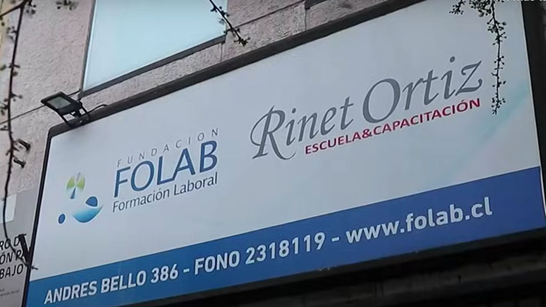 FUNDACION
FOLAB
Formación Laboral
Rinet Ortiz
ESCUELA&CAPACITACIÓN
ANDRES BELLO 386 - FONO 2318119 - www.folab.cl